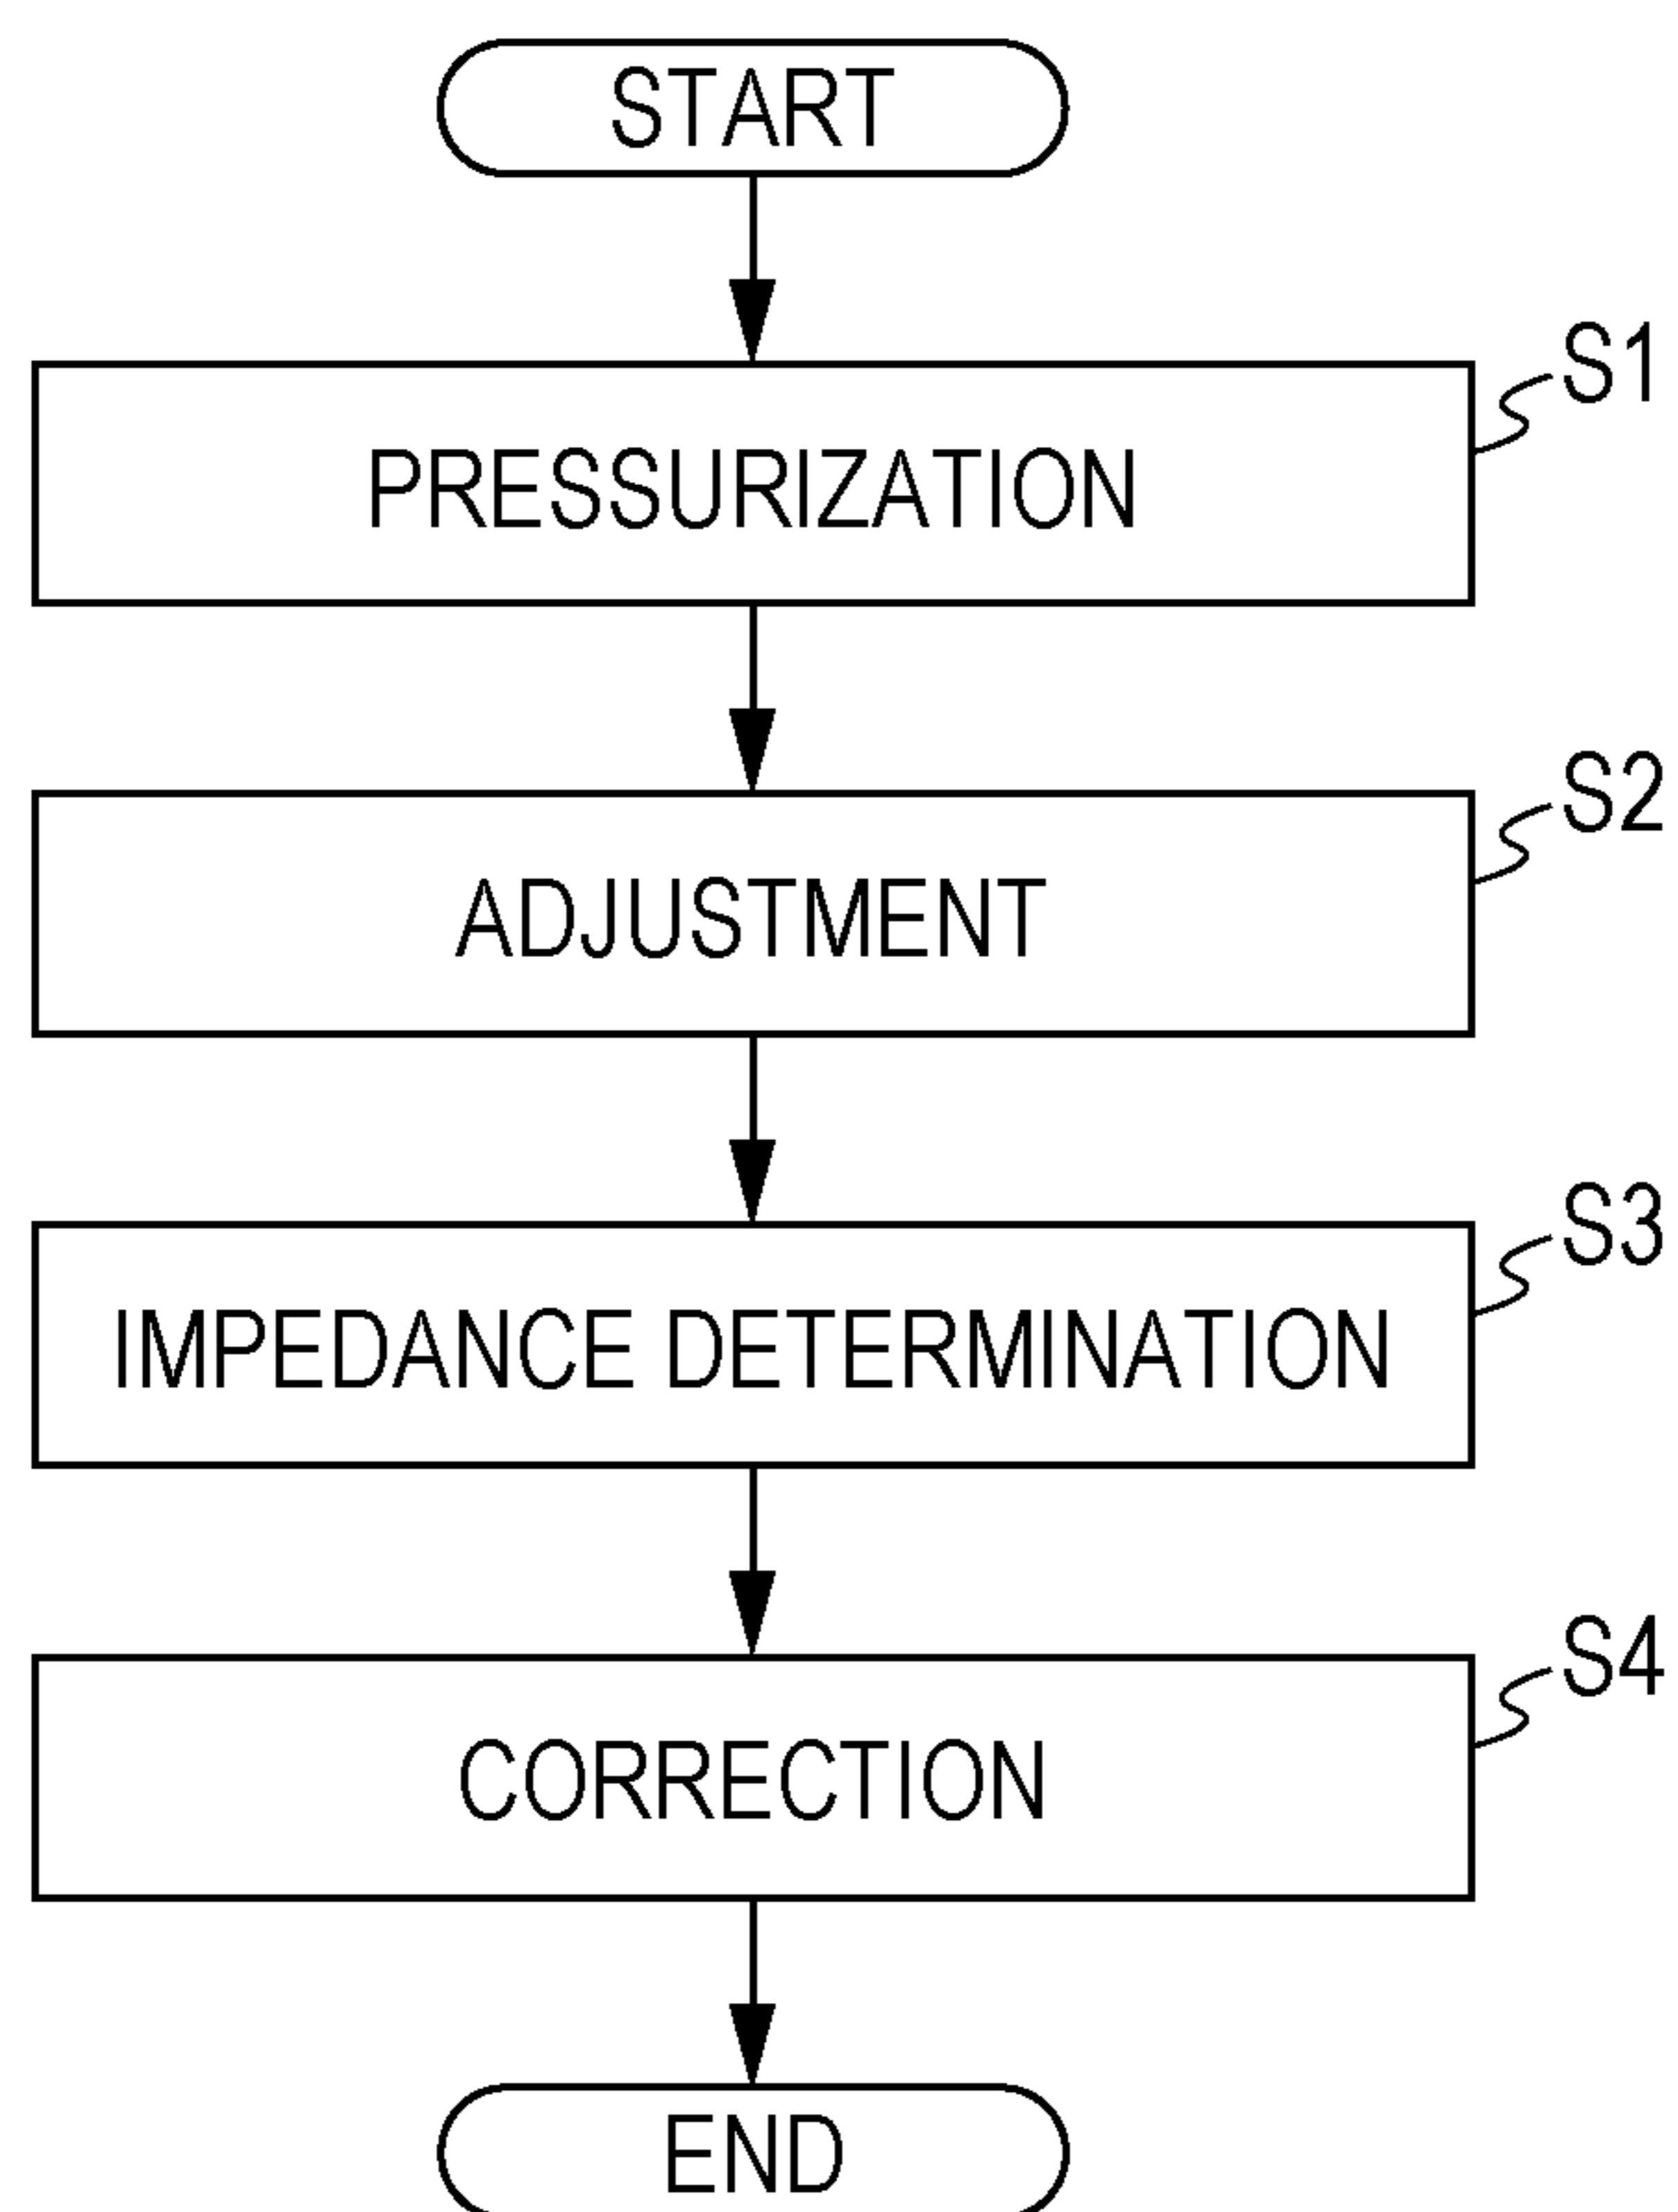 START
S1
PRESSURIZATION
S2
ADJUSTMENT
S3
IMPEDANCE DETERMINATION
S4
CORRECTION
END